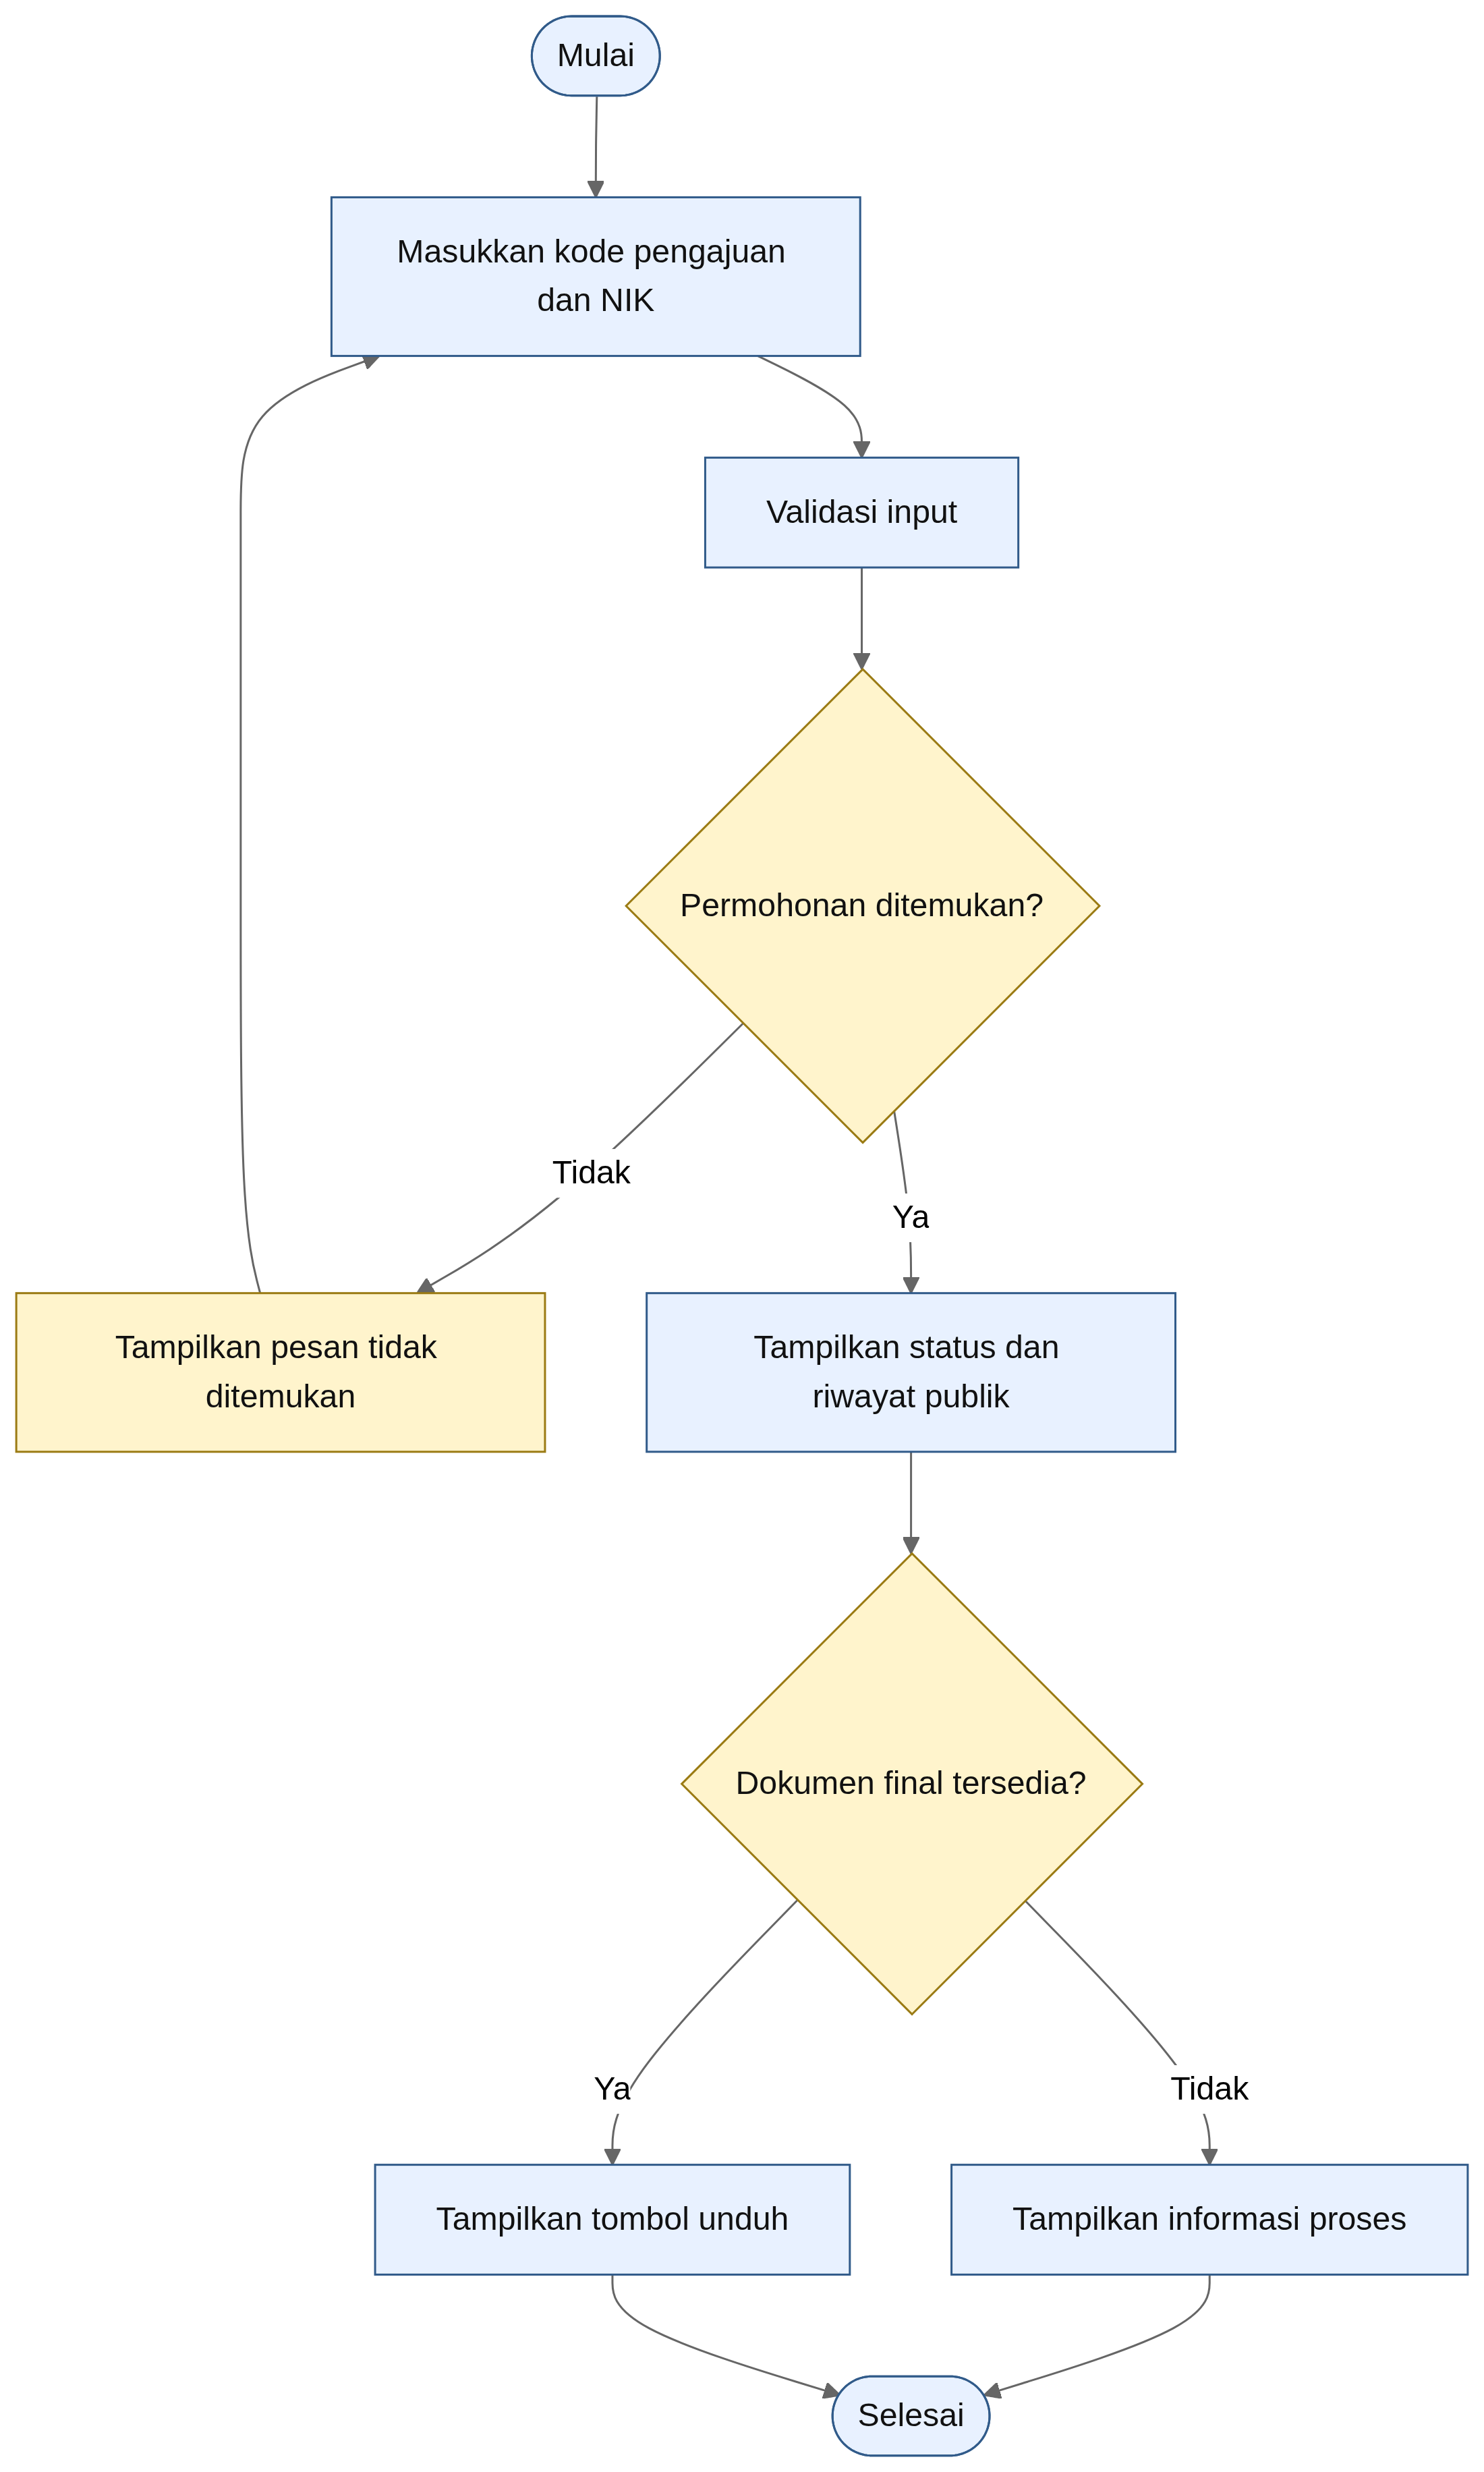 Mulai
Masukkan kode pengajuan
dan NIK
Validasi input
Permohonan ditemukan?
Tidak
Ya
Tampilkan pesan tidak
ditemukan
Tampilkan status dan
riwayat publik
Dokumen final tersedia?
Ya
Tidak
Tampilkan tombol unduh
Tampilkan informasi proses
Selesai